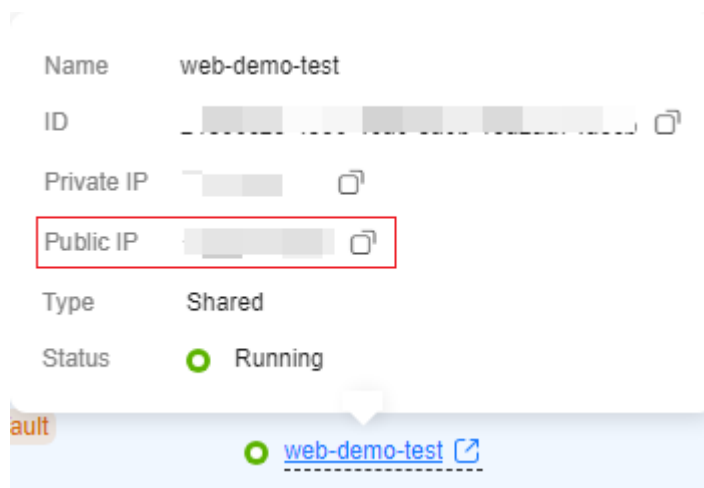 Name web-demo-test
ID
Private IP
Public IP
Type Shared
Status Running
ault
web-demo-test